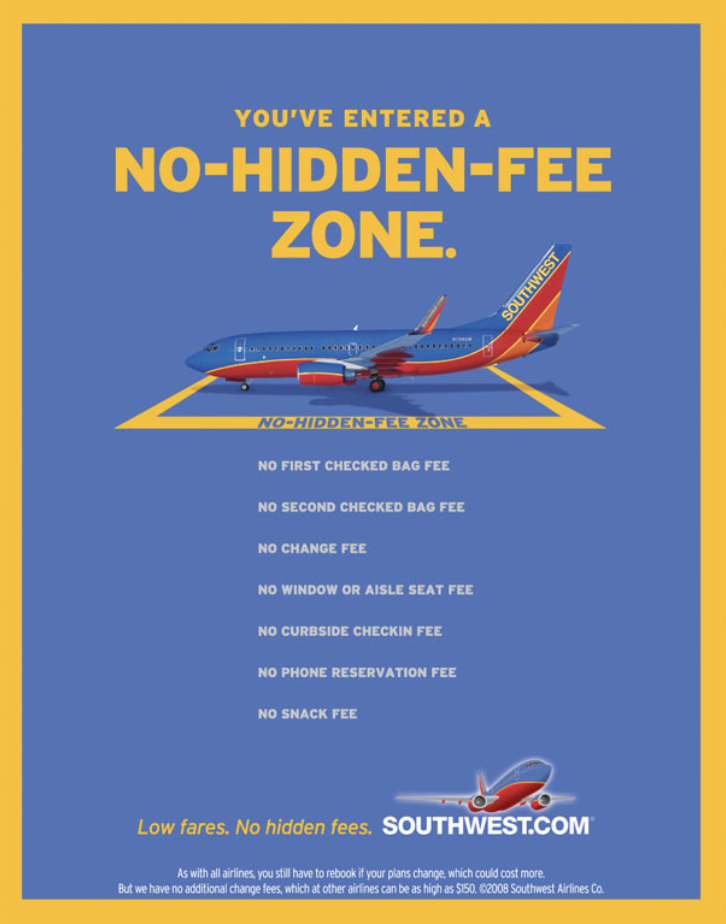 YOU'VE ENTERED A
NO-HIDDEN-FEE
ZONE.
SOUTHWEST
NO-HIDDEN-FEE ZONE
NO FIRST CHECKED BAG FEE
NO SECOND CHECKED BAG FEE
NO CHANGE FEE
NO WINDOW OR AISLE SEAT FEE
NO CURBSIDE CHECKIN FEE
NO PHONE RESERVATION FEE
NO SNACK FEE
Low fares. No hidden fees. SOUTHWEST.COM®
As with all airlines, you still have to rebook if your plans change, which could cost more.
But we have no additional change fees, which at other airlines can be as high as $150. ©2008 Southwest Airlines Co.